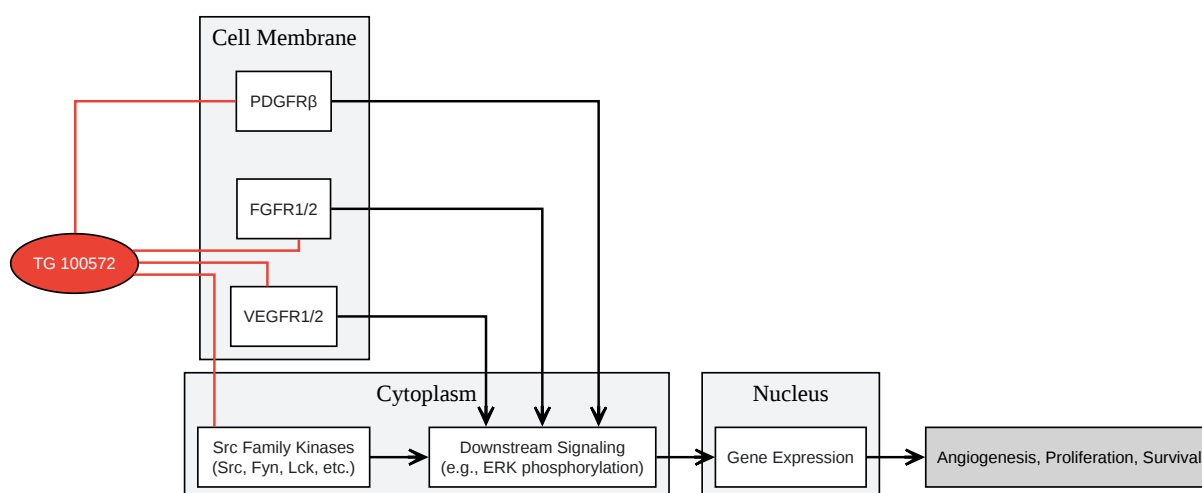 Cell Membrane
PDGFRβ
FGFR1/2
TG 100572
VEGFR1/2
Cytoplasm
Nucleus
Src Family Kinases
(Src, Fyn, Lck, etc.)
Downstream Signaling
(e.g., ERK phosphorylation)
Gene Expression
Angiogenesis, Proliferation, Survival